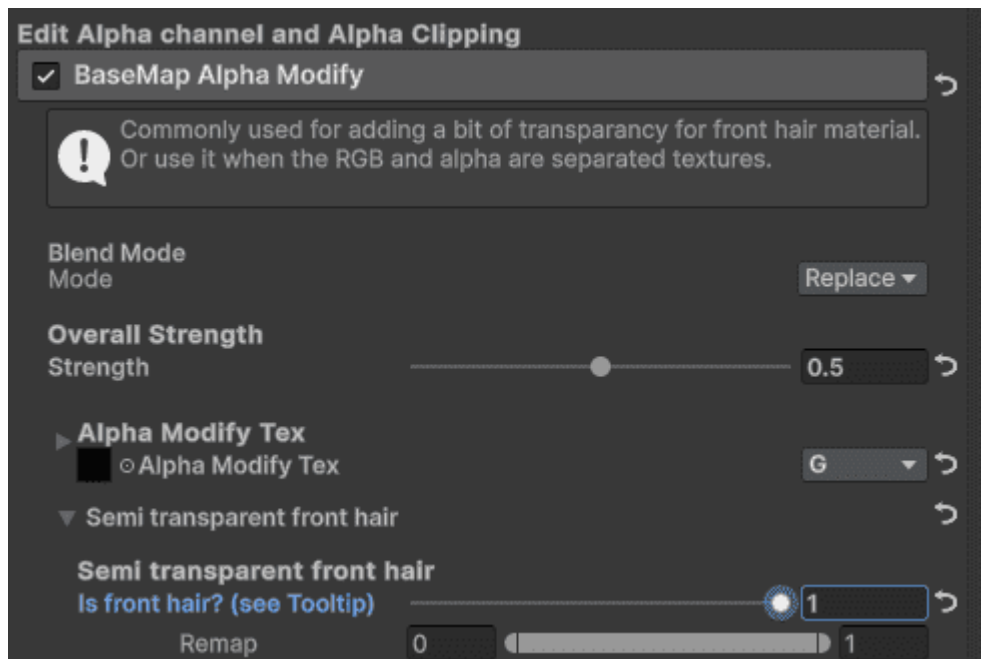 Edit Alpha channel and Alpha Clipping
BaseMap Alpha Modify
Commonly used for adding a bit of transparancy for front hair material.
Or use it when the RGB and alpha are separated textures.
Blend Mode
Mode Replace
Overall Strength
Strength 0.5
Alpha Modify Tex
Alpha Modify Tex G
Semi transparent front hair
Semi transparent front hair
Is front hair? (see Tooltip) 1
Remap 0 1